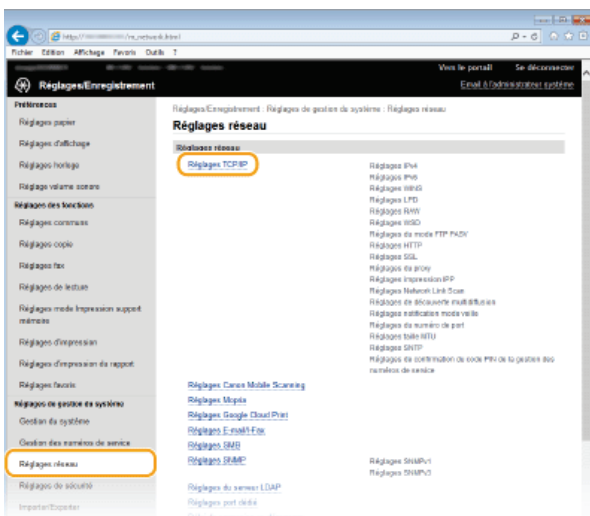 /m_network.html
Fichier Edition Affichage Favoris Outils ?
Vers le portail Se déconnecter
Réglages/Enregistrement
Email à l'administrateur système
Préférences
Réglages papier
Réglages d'affichage
Réglages horloge
Réglage volume sonore
Réglages des fonctions
Réglages communs
Réglages copie
Réglages fax
Réglages de lecture
Réglages mode Impression support
mémoire
Réglages d'impression
Réglages d'impression du rapport
Réglages favoris
Réglages de gestion du système
Gestion du système
Gestion des numéros de service
Réglages réseau
Réglages de sécurité
Importer/Exporter
Réglages/Enregistrement : Réglages de gestion du système : Réglages réseau
Réglages réseau
Réglages réseau
Réglages TCP/IP
Réglages IPv4
Réglages IPv6
Réglages WINS
Réglages LPD
Réglages RAW
Réglages WSD
Réglages du mode FTP PASV
Réglages HTTP
Réglages SSL
Réglages du proxy
Réglages impression IPP
Réglages Network Link Scan
Réglages de découverte multidiffusion
Réglages notification mode veille
Réglages du numéro de port
Réglages taille MTU
Réglages SNTP
Réglages de confirmation du code PIN de la gestion des
numéros de service
Réglages Canon Mobile Scanning
Réglages Mopria
Réglages Google Cloud Print
Réglages E-mail/I-Fax
Réglages SMB
Réglages SNMP
Réglages SNMPv1
Réglages SNMPv3
Réglages du serveur LDAP
Réglages port dédié